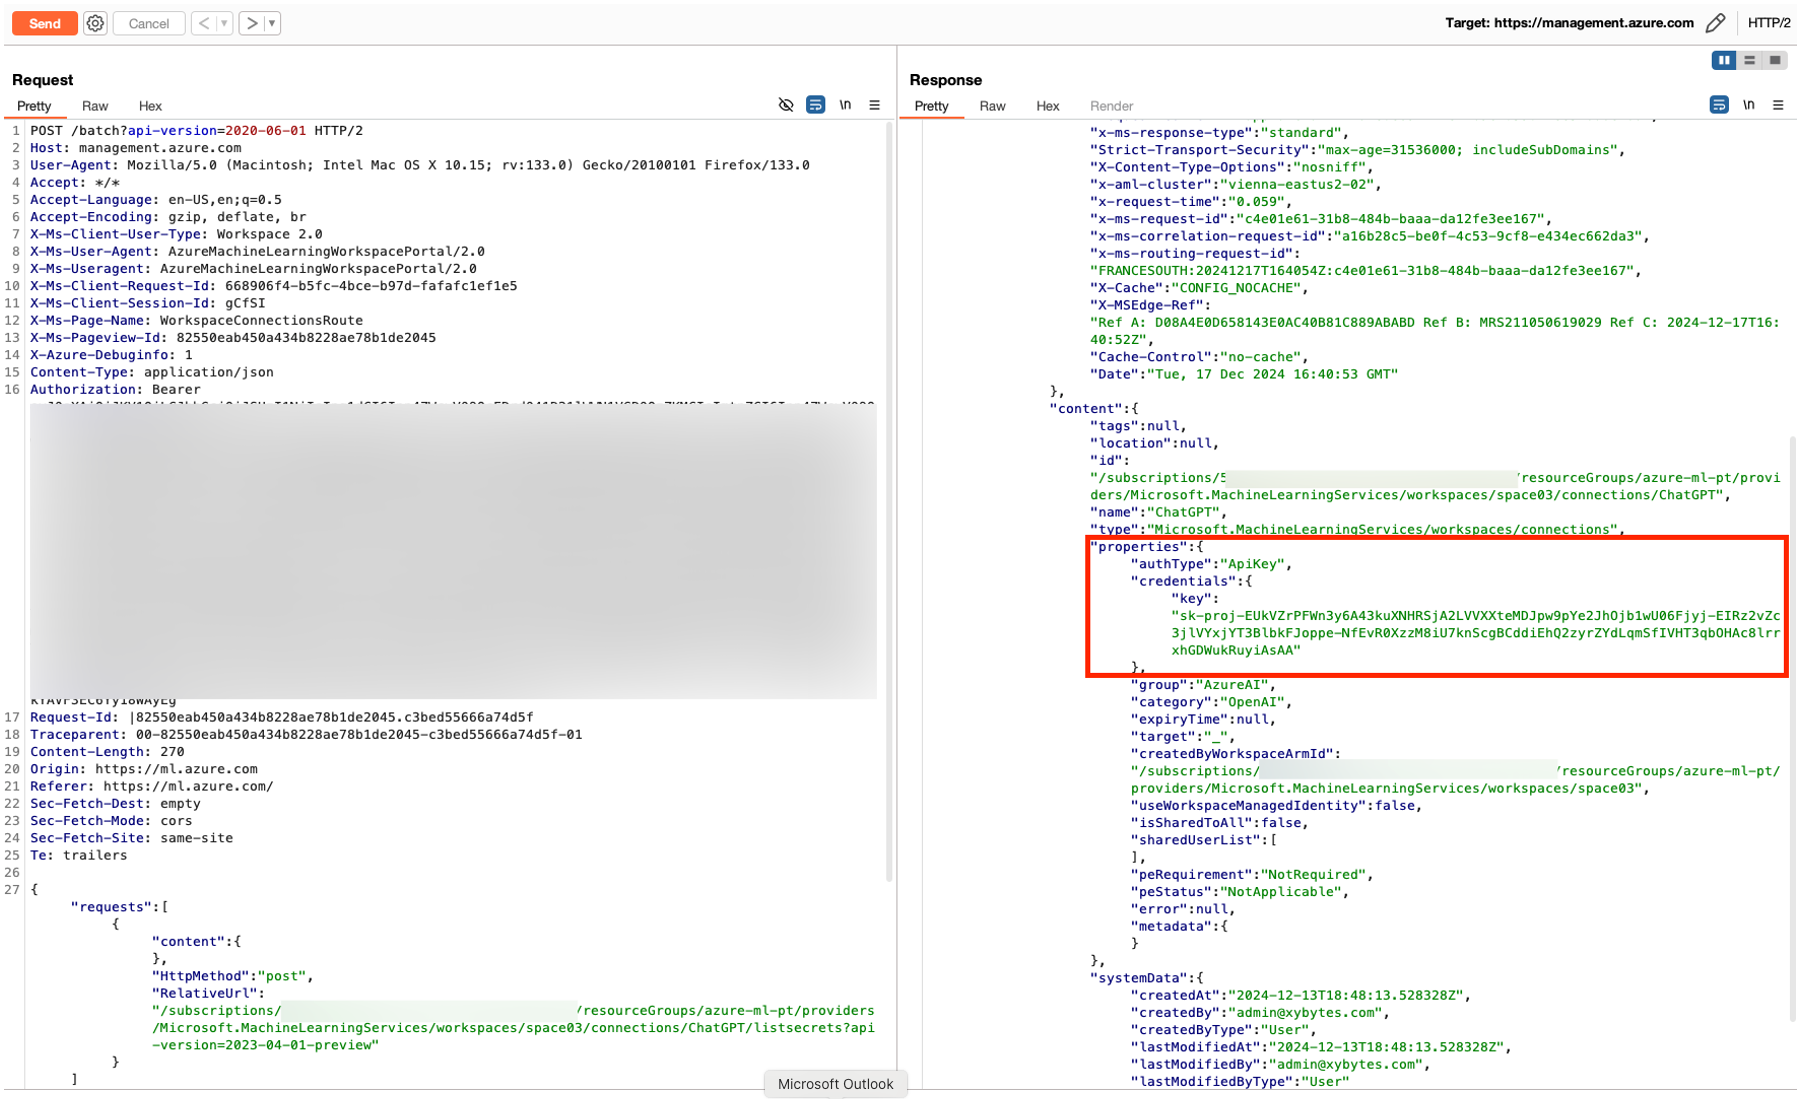 Send
Cancel
Target: https://management.azure.com
HTTP/2
Request
Pretty Raw Hex
\n
1 POST /batch?api-version=2020-06-01 HTTP/2
2 Host: management.azure.com
3 User-Agent: Mozilla/5.0 (Macintosh; Intel Mac OS X 10.15; rv:133.0) Gecko/20100101 Firefox/133.0
4 Accept: */*
5 Accept-Language: en-US,en;q=0.5
6 Accept-Encoding: gzip, deflate, br
7 X-Ms-Client-User-Type: Workspace 2.0
8 X-Ms-User-Agent: AzureMachineLearningWorkspacePortal/2.0
9 X-Ms-Useragent: AzureMachineLearningWorkspacePortal/2.0
10 X-Ms-Client-Request-Id: 668906f4-b5fc-4bce-b97d-fafafc1ef1e5
11 X-Ms-Client-Session-Id: gCfSI
12 X-Ms-Page-Name: WorkspaceConnectionsRoute
13 X-Ms-Pageview-Id: 82550eab450a434b8228ae78b1de2045
14 X-Azure-Debuginfo: 1
15 Content-Type: application/json
16 Authorization: Bearer
17 Request-Id: |82550eab450a434b8228ae78b1de2045.c3bed55666a74d5f
18 Traceparent: 00-82550eab450a434b8228ae78b1de2045-c3bed55666a74d5f-01
19 Content-Length: 270
20 Origin: https://ml.azure.com
21 Referer: https://ml.azure.com/
22 Sec-Fetch-Dest: empty
23 Sec-Fetch-Mode: cors
24 Sec-Fetch-Site: same-site
25 Te: trailers
26
27 {
"requests":[
{
"content":{
},
"HttpMethod":"post",
"RelativeUrl":
"/subscriptions/ /resourceGroups/azure-ml-pt/providers
/Microsoft.MachineLearningServices/workspaces/space03/connections/ChatGPT/listsecrets?api
-version=2023-04-01-preview"
}
]
Response
Pretty Raw Hex Render
\n
"x-ms-response-type":"standard",
"Strict-Transport-Security":"max-age=31536000; includeSubDomains",
"X-Content-Type-Options":"nosniff",
"x-aml-cluster":"vienna-eastus2-02",
"x-request-time":"0.059",
"x-ms-request-id":"c4e01e61-31b8-484b-baaa-da12fe3ee167",
"x-ms-correlation-request-id":"a16b28c5-be0f-4c53-9cf8-e434ec662da3",
"x-ms-routing-request-id":
"FRANCESOUTH:20241217T164054Z:c4e01e61-31b8-484b-baaa-da12fe3ee167",
"X-Cache":"CONFIG_NOCACHE",
"X-MSEdge-Ref":
"Ref A: D08A4E0D658143E0AC40B81C889ABABD Ref B: MRS211050619029 Ref C: 2024-12-17T16:
40:52Z",
"Cache-Control":"no-cache",
"Date":"Tue, 17 Dec 2024 16:40:53 GMT"
},
"content":{
"tags":null,
"location":null,
"id":
"/subscriptions/5 /resourceGroups/azure-ml-pt/provi
ders/Microsoft.MachineLearningServices/workspaces/space03/connections/ChatGPT",
"name":"ChatGPT",
"type":"Microsoft.MachineLearningServices/workspaces/connections",
"properties":{
"authType":"ApiKey",
"credentials":{
"key":
"sk-proj-EUkVZrPFWn3y6A43kuXNHRSjA2LVVXXteMDJpw9pYe2JhOjb1wU06Fjyj-EIRz2vZc
3jlVYxjYT3BlbkFJoppe-NfEvR0XzzM8iU7knScgBCddiEhQ2zyrZYdLqmSfIVHT3qbOHAc8lrr
xhGDWukRuyiAsAA"
},
"group":"AzureAI",
"category":"OpenAI",
"expiryTime":null,
"target":"_",
"createdByWorkspaceArmId":
"/subscriptions/ /resourceGroups/azure-ml-pt/
providers/Microsoft.MachineLearningServices/workspaces/space03",
"useWorkspaceManagedIdentity":false,
"isSharedToAll":false,
"sharedUserList":[
],
"peRequirement":"NotRequired",
"peStatus":"NotApplicable",
"error":null,
"metadata":{
}
},
"systemData":{
"createdAt":"2024-12-13T18:48:13.528328Z",
"createdBy":"admin@xybytes.com",
"createdByType":"User",
"lastModifiedAt":"2024-12-13T18:48:13.528328Z",
"lastModifiedBy":"admin@xybytes.com",
"lastModifiedByType":"User"
Microsoft Outlook